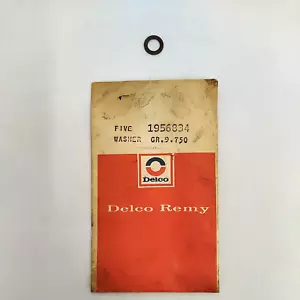 FIVE 1956834
WASHER GR.9.750
Delco
Delco Remy